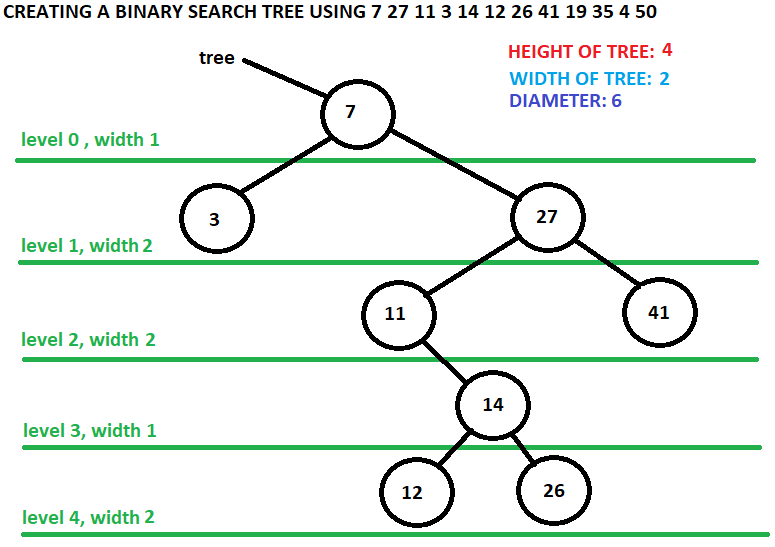 CREATING A BINARY SEARCH TREE USING 7 27 11 3 14 12 26 41 19 35 4 50
tree
HEIGHT OF TREE: 4
WIDTH OF TREE: 2
DIAMETER: 6
7
level 0 , width 1
3
27
level 1, width 2
11
41
level 2, width 2
14
level 3, width 1
12
26
level 4, width 2